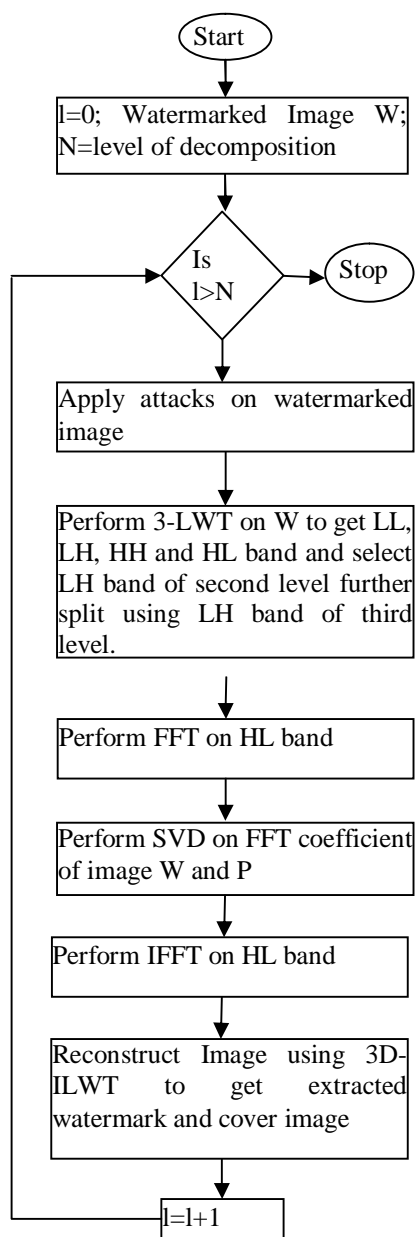 Start
l=0; Watermarked Image W;
N=level of decomposition
Is
l>N
Stop
Apply attacks on watermarked
image
Perform 3-LWT on W to get LL,
LH, HH and HL band and select
LH band of second level further
split using LH band of third
level.
Perform FFT on HL band
Perform SVD on FFT coefficient
of image W and P
Perform IFFT on HL band
Reconstruct Image using 3D-
ILWT to get extracted
watermark and cover image
l=l+1